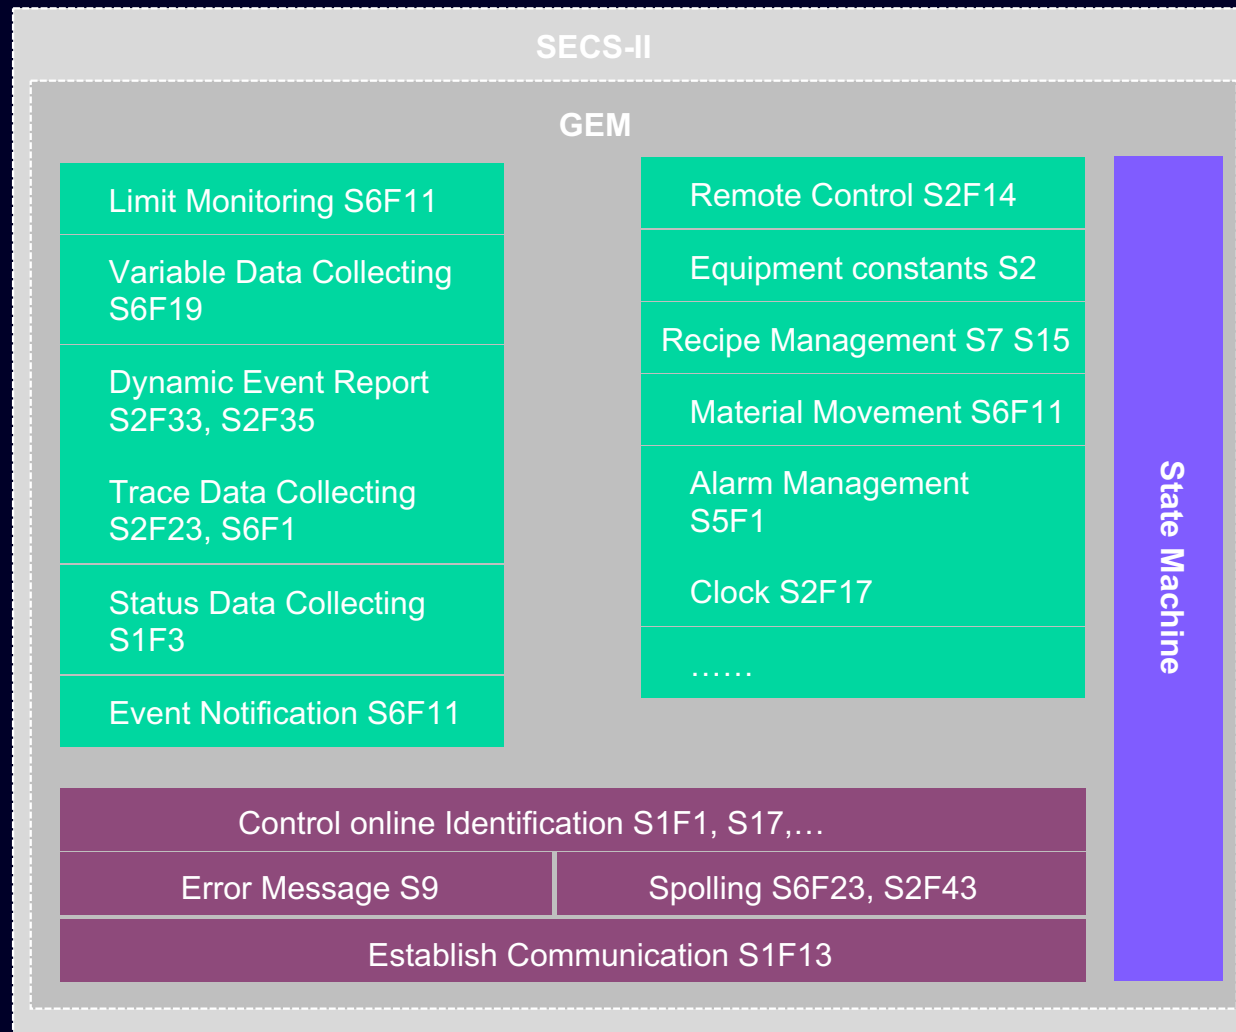 SECS-II
GEM
Limit Monitoring S6F11
Variable Data Collecting
S6F19
Dynamic Event Report
S2F33, S2F35
Trace Data Collecting
S2F23, S6F1
Status Data Collecting
S1F3
Event Notification S6F11
Remote Control S2F14
Equipment constants S2
Recipe Management S7 S15
Material Movement S6F11
Alarm Management
S5F1
Clock S2F17
……
State Machine
Control online Identification S1F1, S17,…
Error Message S9
Spolling S6F23, S2F43
Establish Communication S1F13